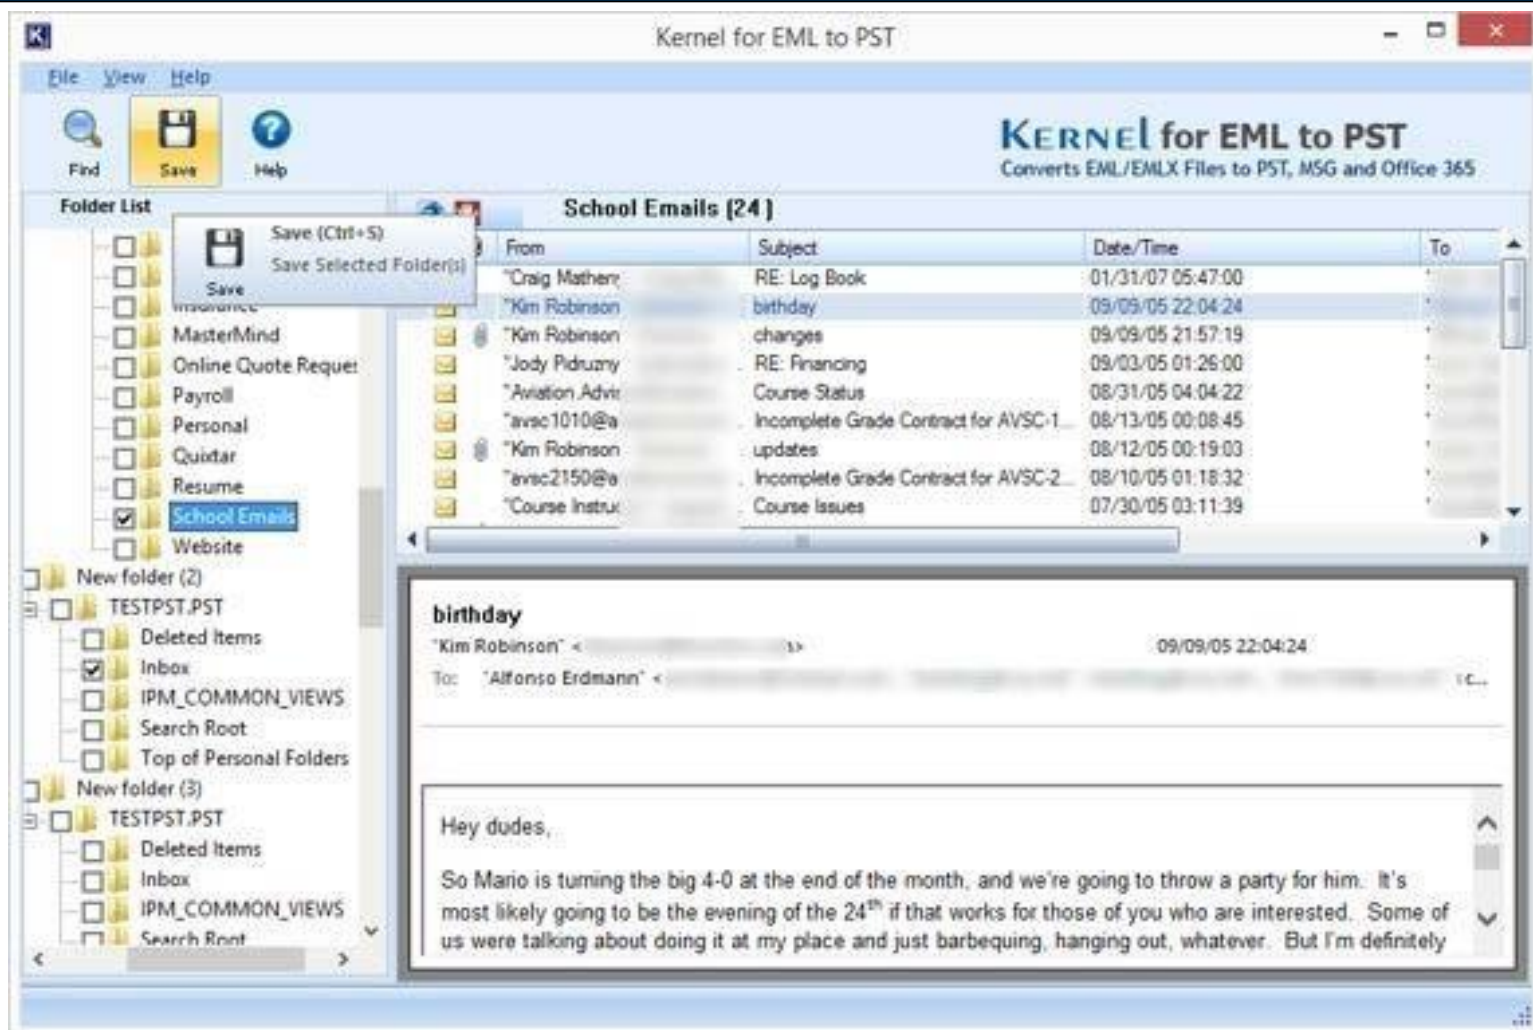 Kernel for EML to PST
File View Help
Find Save Help
KERNEL for EML to PST
Converts EML/EMLX Files to PST, MSG and Office 365
Folder List
Save (Ctrl+S)
Save Selected Folder(s)
Save
Insurance
MasterMind
Online Quote Reques
Payroll
Personal
Quixtar
Resume
School Emails
Website
New folder (2)
TESTPST.PST
Deleted Items
Inbox
IPM_COMMON_VIEWS
Search Root
Top of Personal Folders
New folder (3)
TESTPST.PST
Deleted Items
Inbox
IPM_COMMON_VIEWS
Search Root
School Emails (24)
From Subject Date/Time To
"Craig Mathen RE: Log Book 01/31/07 05:47:00 "
"Kim Robinson birthday 09/09/05 22:04:24 "
"Kim Robinson changes 09/09/05 21:57:19 "
"Jody Pidruzny RE: Financing 09/03/05 01:26:00 "
"Aviation Advis Course Status 08/31/05 04:04:22 "
"avsc1010@a Incomplete Grade Contract for AVSC-1... 08/13/05 00:08:45 "
"Kim Robinson updates 08/12/05 00:19:03 "
"avsc2150@a Incomplete Grade Contract for AVSC-2... 08/10/05 01:18:32 "
"Course Instruc Course Issues 07/30/05 03:11:39 "
birthday
"Kim Robinson" < > 09/09/05 22:04:24
To: "Alfonso Erdmann" <
Hey dudes,
So Mario is turning the big 4-0 at the end of the month, and we're going to throw a party for him. It's
most likely going to be the evening of the 24th if that works for those of you who are interested. Some of
us were talking about doing it at my place and just barbequing, hanging out, whatever. But I'm definitely